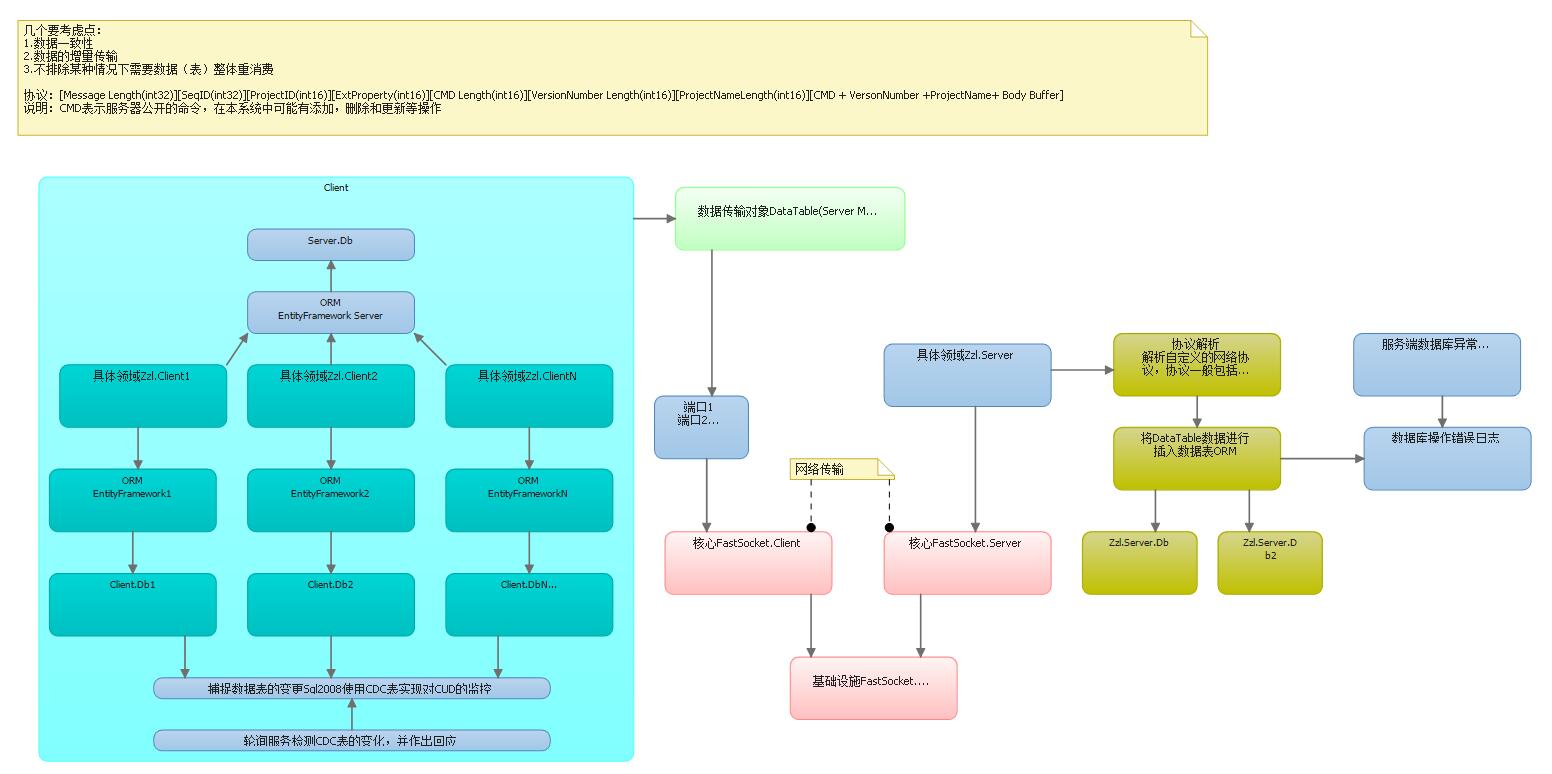 几个要考虑点:
1.数据一致性
2.数据的增量传输
3.不排除某种情况下需要数据（表）整体重消费
协议：[Message Length(int32)][SeqID(int32)][ProjectID(int16)][ExtProperty(int16)][CMD Length(int16)][VersionNumber Length(int16)][ProjectNameLength(int16)][CMD + VersonNumber +ProjectName+ Body Buffer]
说明：CMD表示服务器公开的命令，在本系统中可能有添加，删除和更新等操作
Client
Server.Db
ORM
EntityFramework Server
具体领域Zzl.Client1
具体领域Zzl.Client2
具体领域Zzl.ClientN
ORM
EntityFramework1
ORM
EntityFramework2
ORM
EntityFrameworkN
Client.Db1
Client.Db2
Client.DbN...
捕捉数据表的变更Sql2008使用CDC表实现对CUD的监控
轮询服务检测CDC表的变化，并作出回应
数据传输对象DataTable(Server M...
端口1
端口2...
网络传输
核心FastSocket.Client
核心FastSocket.Server
基础设施FastSocket....
具体领域Zzl.Server
协议解析
解析自定义的网络协
议，协议一般包括...
将DataTable数据进行
插入数据表ORM
Zzl.Server.Db
Zzl.Server.D
b2
服务端数据库异常...
数据库操作错误日志